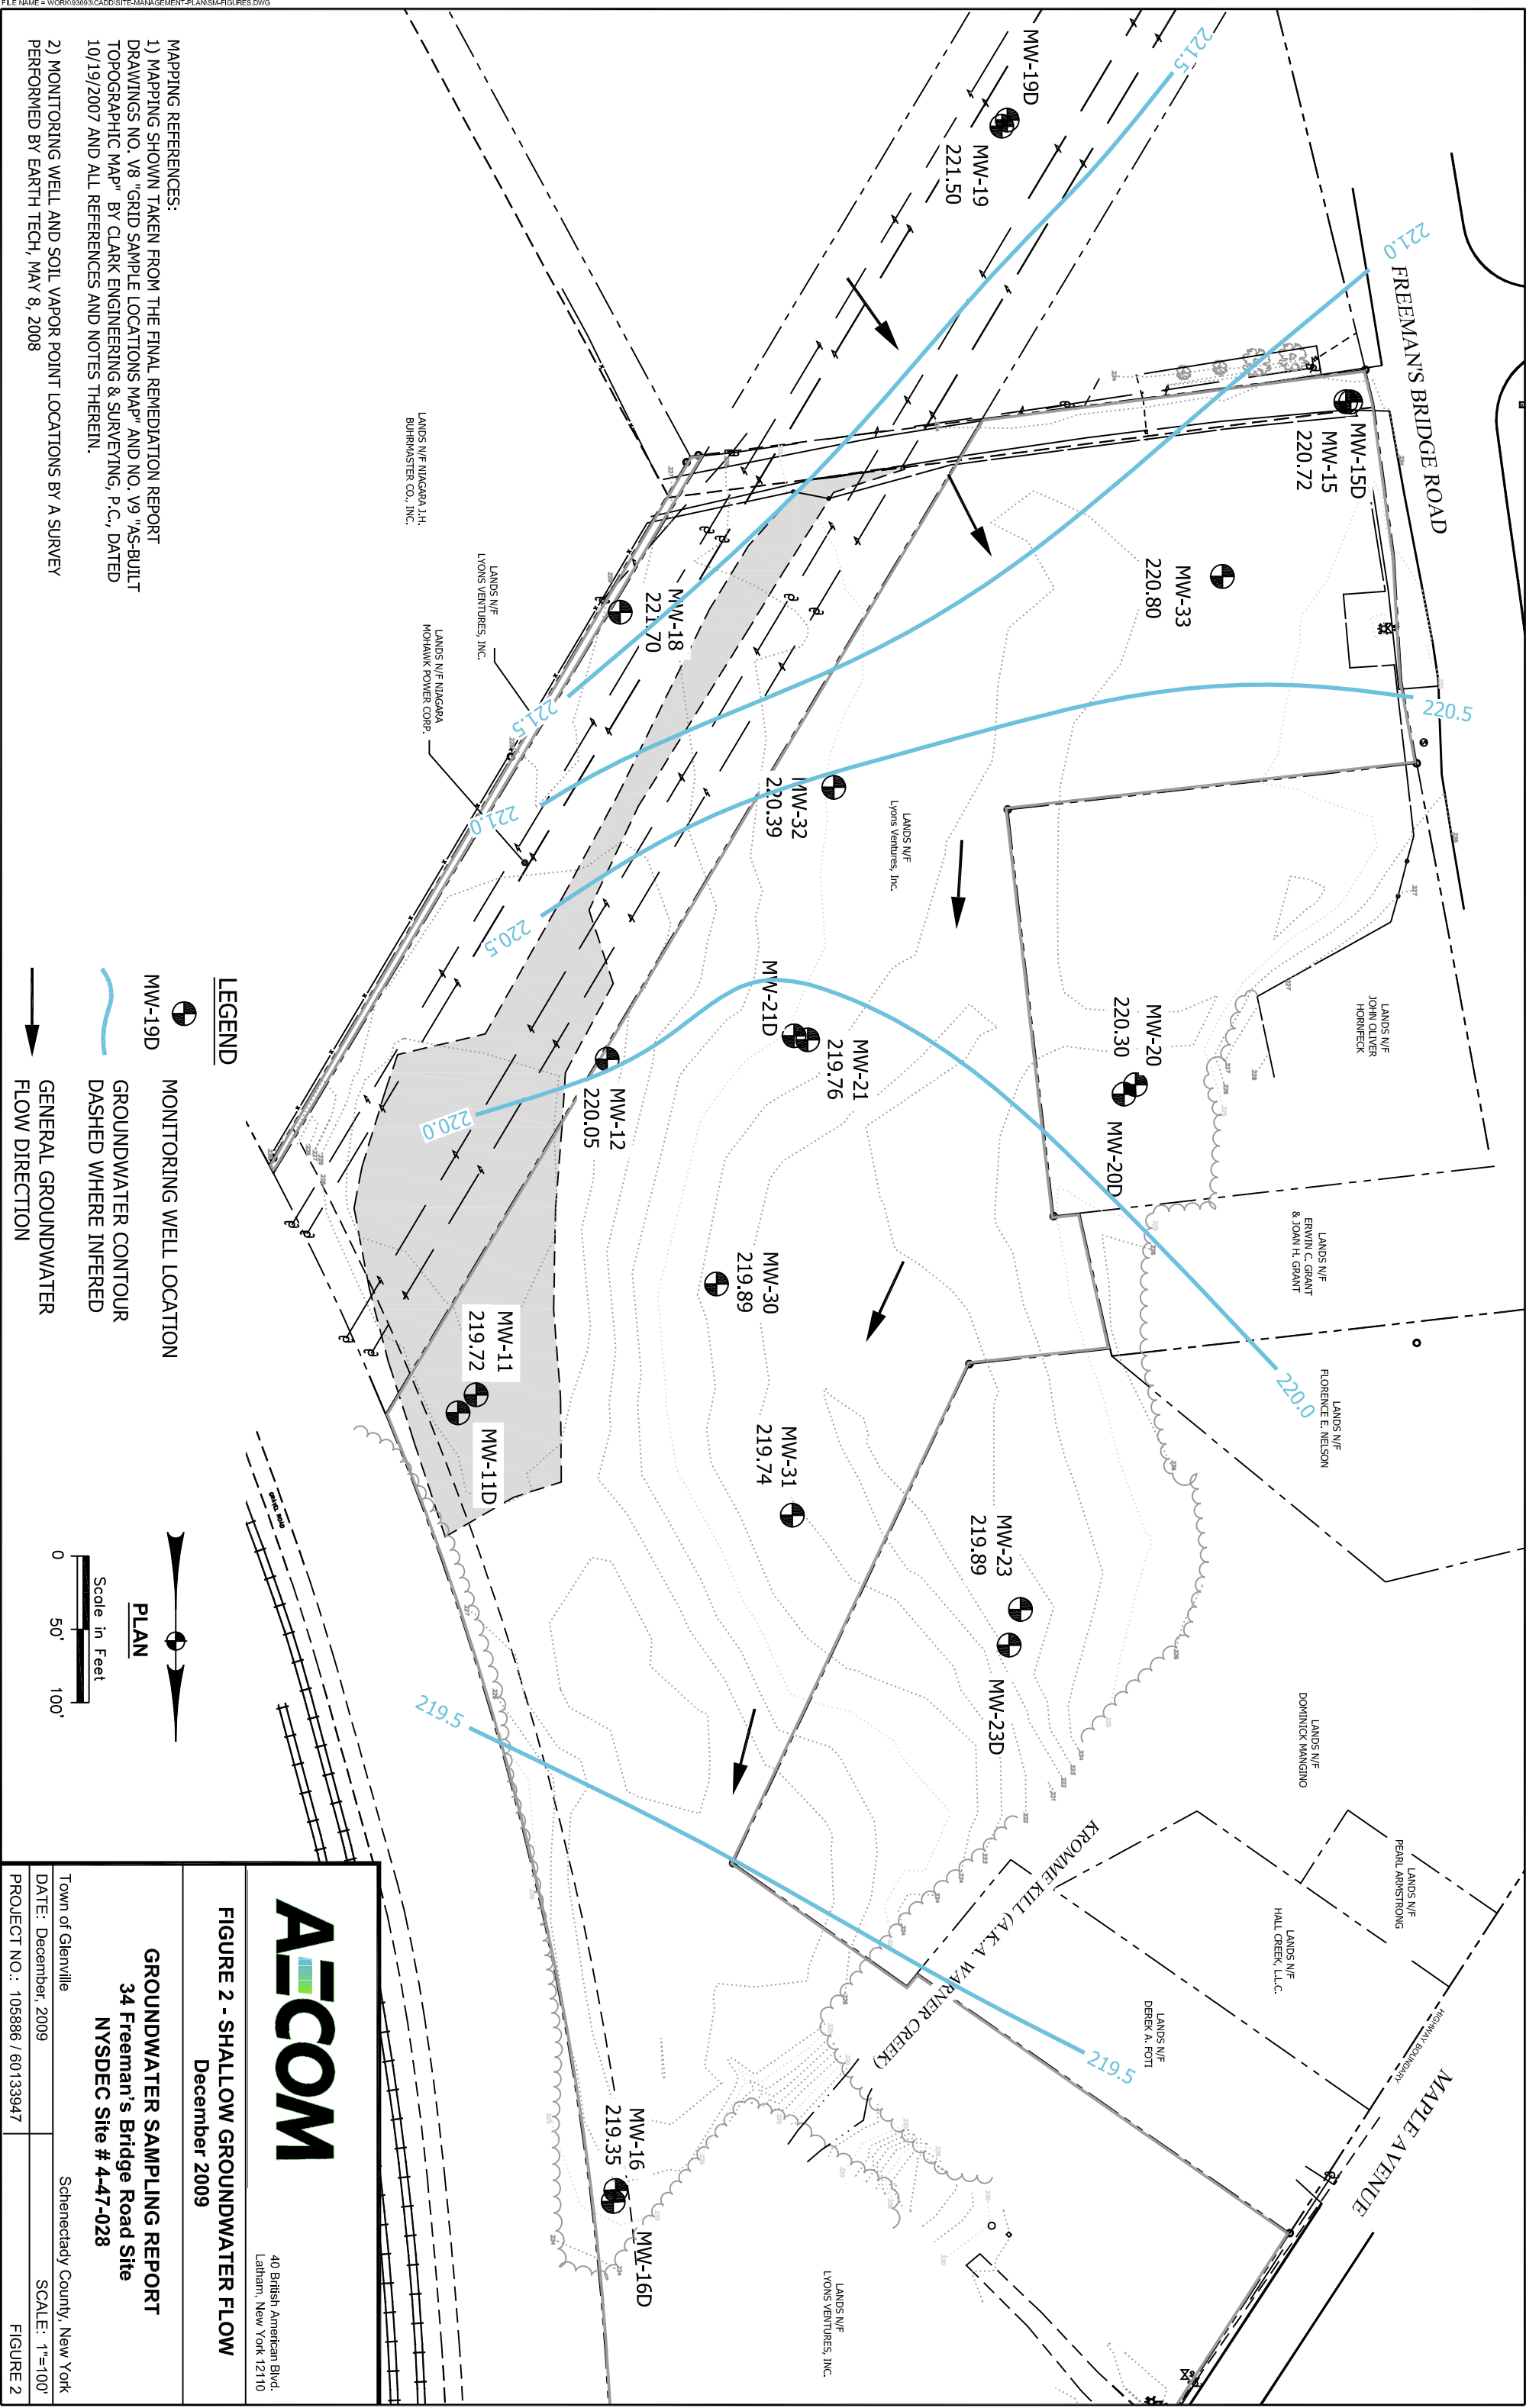 FILE NAME = WORK\93693\CADD\SITE-MANAGEMENT-PLAN\SM-FIGURES.DWG
MAPPING REFERENCES:
1) MAPPING SHOWN TAKEN FROM THE FINAL REMEDIATION REPORT
DRAWINGS NO. V8 "GRID SAMPLE LOCATIONS MAP" AND NO. V9 "AS-BUILT
TOPOGRAPHIC MAP" BY CLARK ENGINEERING & SURVEYING, P.C., DATED
10/19/2007 AND ALL REFERENCES AND NOTES THEREIN.
2) MONITORING WELL AND SOIL VAPOR POINT LOCATIONS BY A SURVEY
PERFORMED BY EARTH TECH, MAY 8, 2008
FREEMAN'S BRIDGE ROAD
221.5
221.0
220.5
MW-19D
MW-19
221.50
MW-15D
MW-15
220.72
MW-33
220.80
MW-18
221.70
221.5
221.0
220.5
220.0
MW-32
220.39
LANDS N/F
Lyons Ventures, Inc.
LANDS N/F NIAGARA J.H.
BUHRMASTER CO., INC.
LANDS N/F
LYONS VENTURES, INC.
LANDS N/F NIAGARA
MOHAWK POWER CORP.
MW-21D
MW-21
219.76
MW-20
220.30
MW-20D
MW-12
220.05
LANDS N/F
JOHN OLIVER
HORNFECK
LANDS N/F
ERWIN C. GRANT
& JOAN H. GRANT
LANDS N/F
FLORENCE E. NELSON
220.0
MW-30
219.89
MW-11
219.72
MW-11D
MW-31
219.74
MW-23
219.89
MW-23D
LANDS N/F
DOMINICK MANGINO
LANDS N/F
PEARL ARMSTRONG
LANDS N/F
HALL CREEK, L.L.C.
LANDS N/F
DEREK A. FOTI
HIGHWAY BOUNDARY
MAPLE AVENUE
KROMME KILL (A.K.A. WARNER CREEK)
219.5
219.5
MW-16
219.35
MW-16D
LANDS N/F
LYONS VENTURES, INC.
GRAVEL ROAD
LEGEND
MW-19D
MONITORING WELL LOCATION
GROUNDWATER CONTOUR
DASHED WHERE INFERED
GENERAL GROUNDWATER
FLOW DIRECTION
PLAN
Scale in Feet
0 50' 100'
AECOM
40 British American Blvd.
Latham, New York 12110
FIGURE 2 - SHALLOW GROUNDWATER FLOW
December 2009
GROUNDWATER SAMPLING REPORT
34 Freeman's Bridge Road Site
NYSDEC Site # 4-47-028
Town of Glenville Schenectady County, New York
DATE: December, 2009 SCALE: 1"=100'
PROJECT NO.: 105886 / 60133947 FIGURE 2